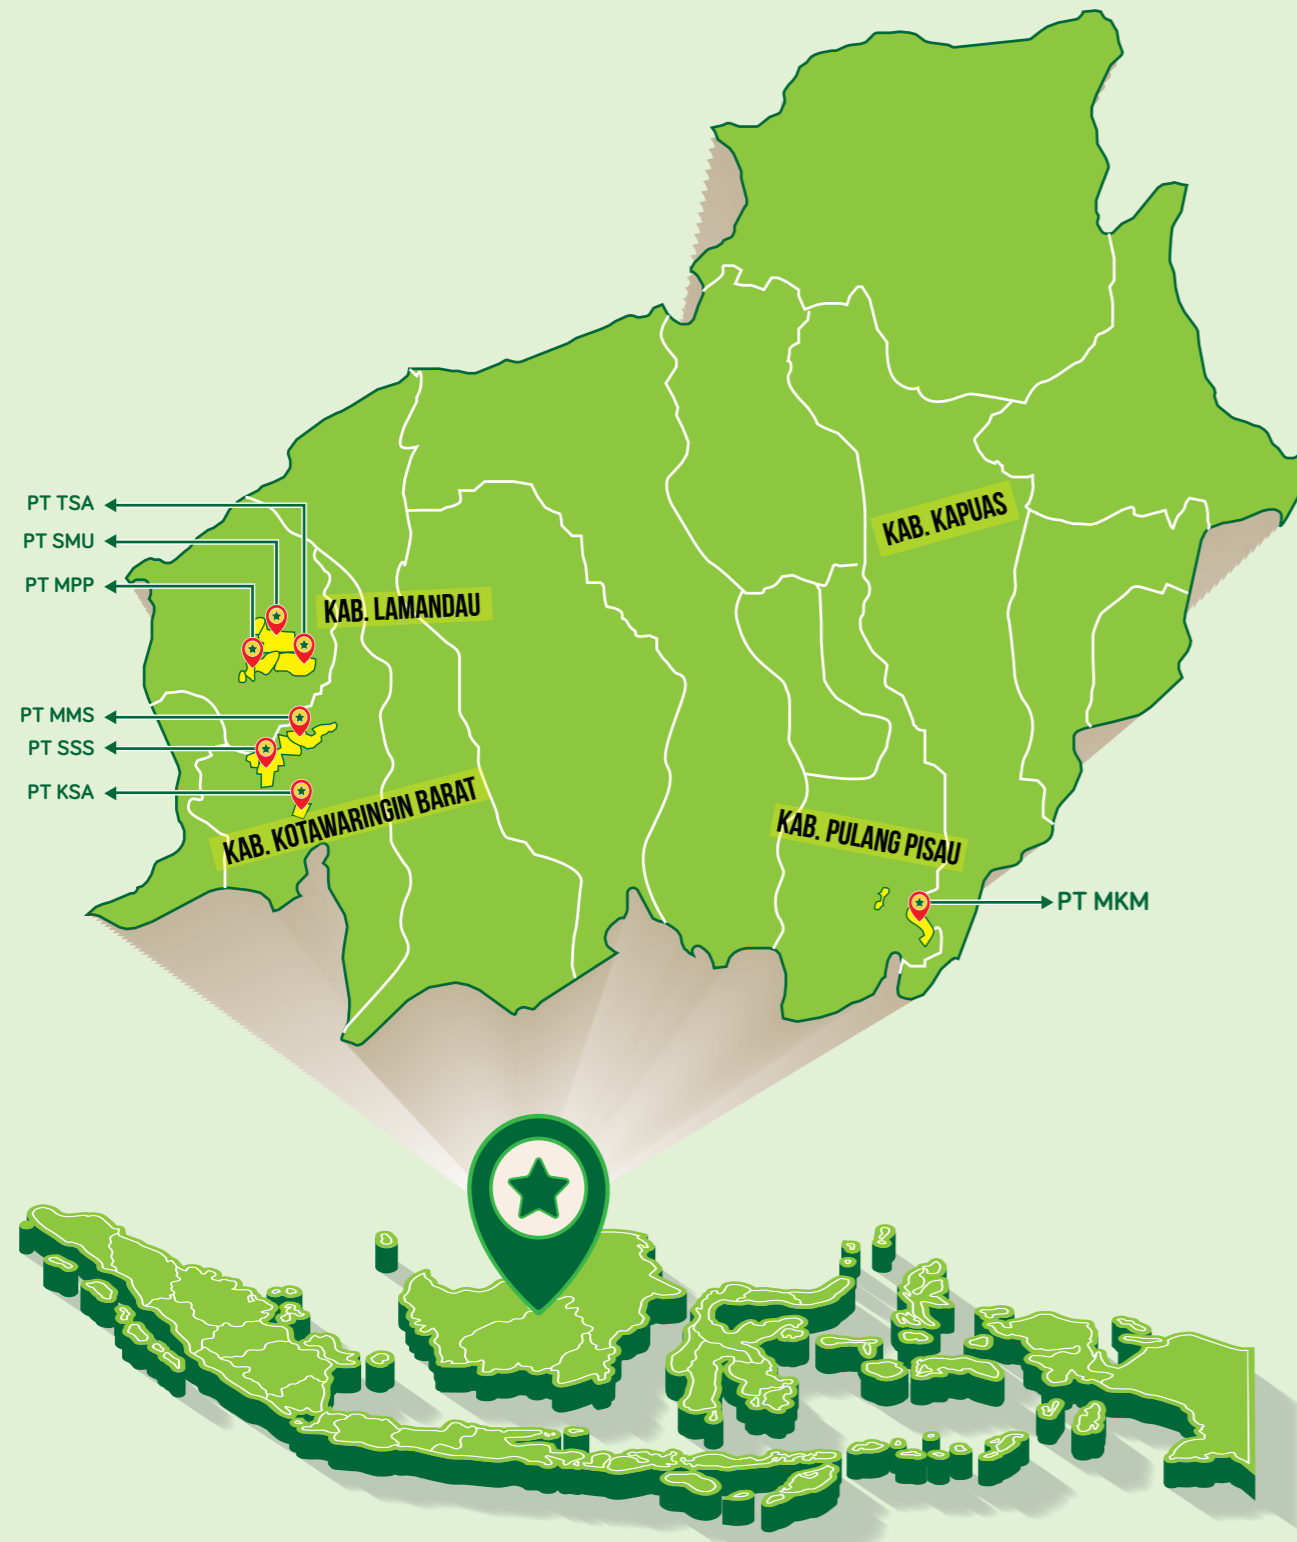 KAB. KAPUAS
PT TSA
PT SMU
PT MPP
KAB. LAMANDAU
PT MMS
PT SSS
PT KSA
KAB. KOTAWARINGIN BARAT
KAB. PULANG PISAU
PT MKM